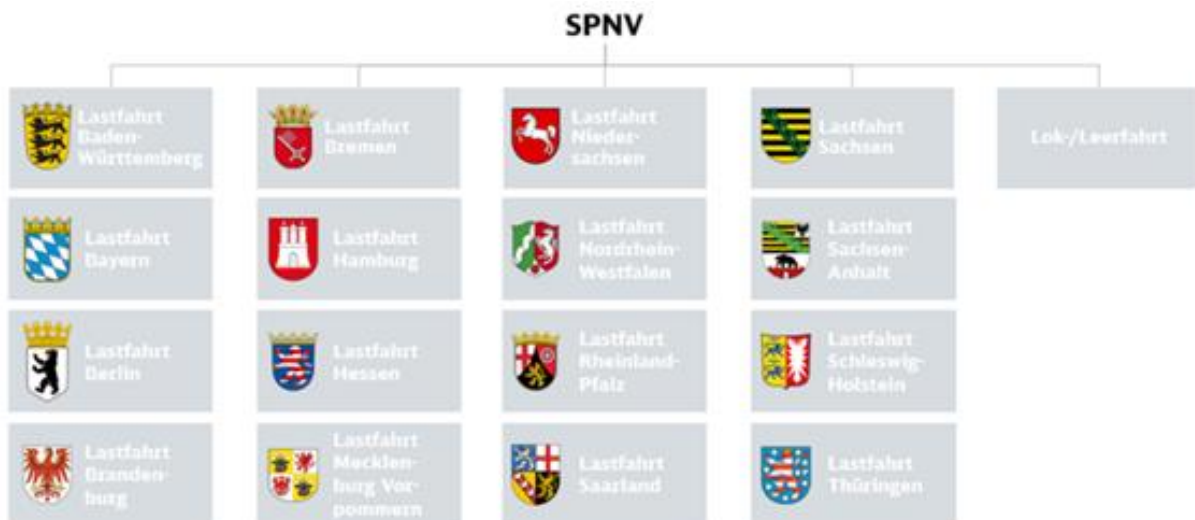 SPNV
Lastfahrt
Baden-
Württemberg
Lastfahrt
Bayern
Lastfahrt
Berlin
Lastfahrt
Branden-
burg
Lastfahrt
Bremen
Lastfahrt
Hamburg
Lastfahrt
Hessen
Lastfahrt
Mecklen-
burg Vor-
pommern
Lastfahrt
Nieder-
sachsen
Lastfahrt
Nordrhein-
Westfalen
Lastfahrt
Rheinland-
Pfalz
Lastfahrt
Saarland
Lastfahrt
Sachsen
Lastfahrt
Sachsen-
Anhalt
Lastfahrt
Schleswig-
Holstein
Lastfahrt
Thüringen
Lok-/Leerfahrt